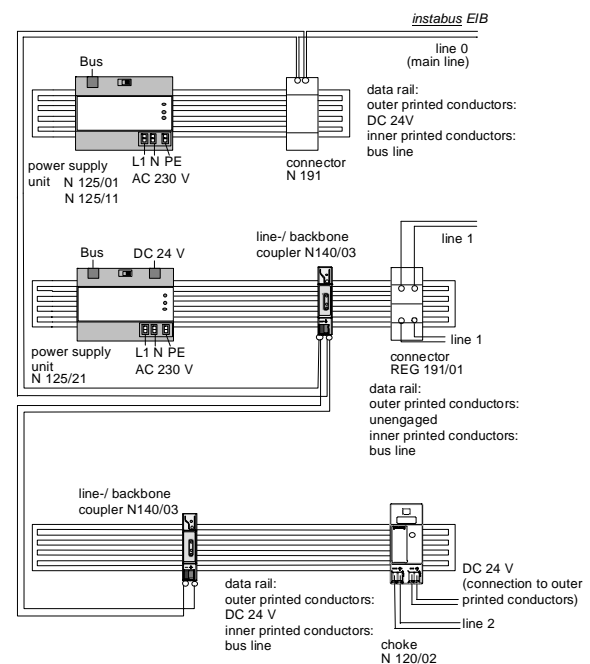 instabus EIB
line 0
(main line)
Bus
data rail:
outer printed conductors:
DC 24V
inner printed conductors:
bus line
power supply
unit N 125/01
N 125/11
L1 N PE
AC 230 V
connector
N 191
line-/ backbone
coupler N140/03
line 1
Bus
DC 24 V
power supply
unit
N 125/21
L1 N PE
AC 230 V
line 1
connector
REG 191/01
data rail:
outer printed conductors:
unengaged
inner printed conductors:
bus line
line-/ backbone
coupler N140/03
data rail:
outer printed conductors:
DC 24 V
inner printed conductors:
bus line
DC 24 V
(connection to outer
printed conductors)
line 2
choke
N 120/02